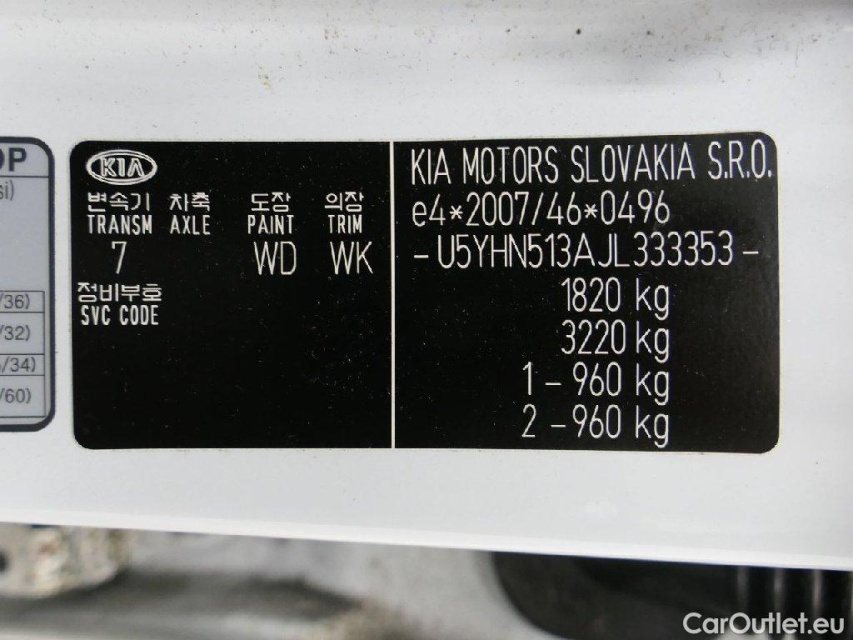 OP
si)
/36)
/32)
/34)
/60)
KIA
변속기 차축 도장 의장
TRANSM AXLE PAINT TRIM
7 WD WK
정비부호
SVC CODE
KIA MOTORS SLOVAKIA S.R.O.
e4*2007/46*0496
- U5YHN513AJL333353 -
1820 kg
3220 kg
1 - 960 kg
2 - 960 kg
CarOutlet.eu